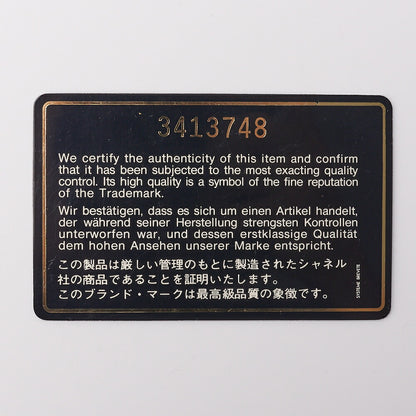 3413748
We certify the authenticity of this item and confirm
that it has been subjected to the most exacting quality
control. Its high quality is a symbol of the fine reputation
of the Trademark.
Wir bestätigen, dass es sich um einen Artikel handelt,
der während seiner Herstellung strengsten Kontrollen
unterworfen war, und dessen erstklassige Qualität
dem hohen Ansehen unserer Marke entspricht.
この製品は厳しい管理のもとに製造されたシャネル
社の商品であることを証明いたします。
このブランド・マークは最高級品質の象徴です。
SYSTEME BREVETE